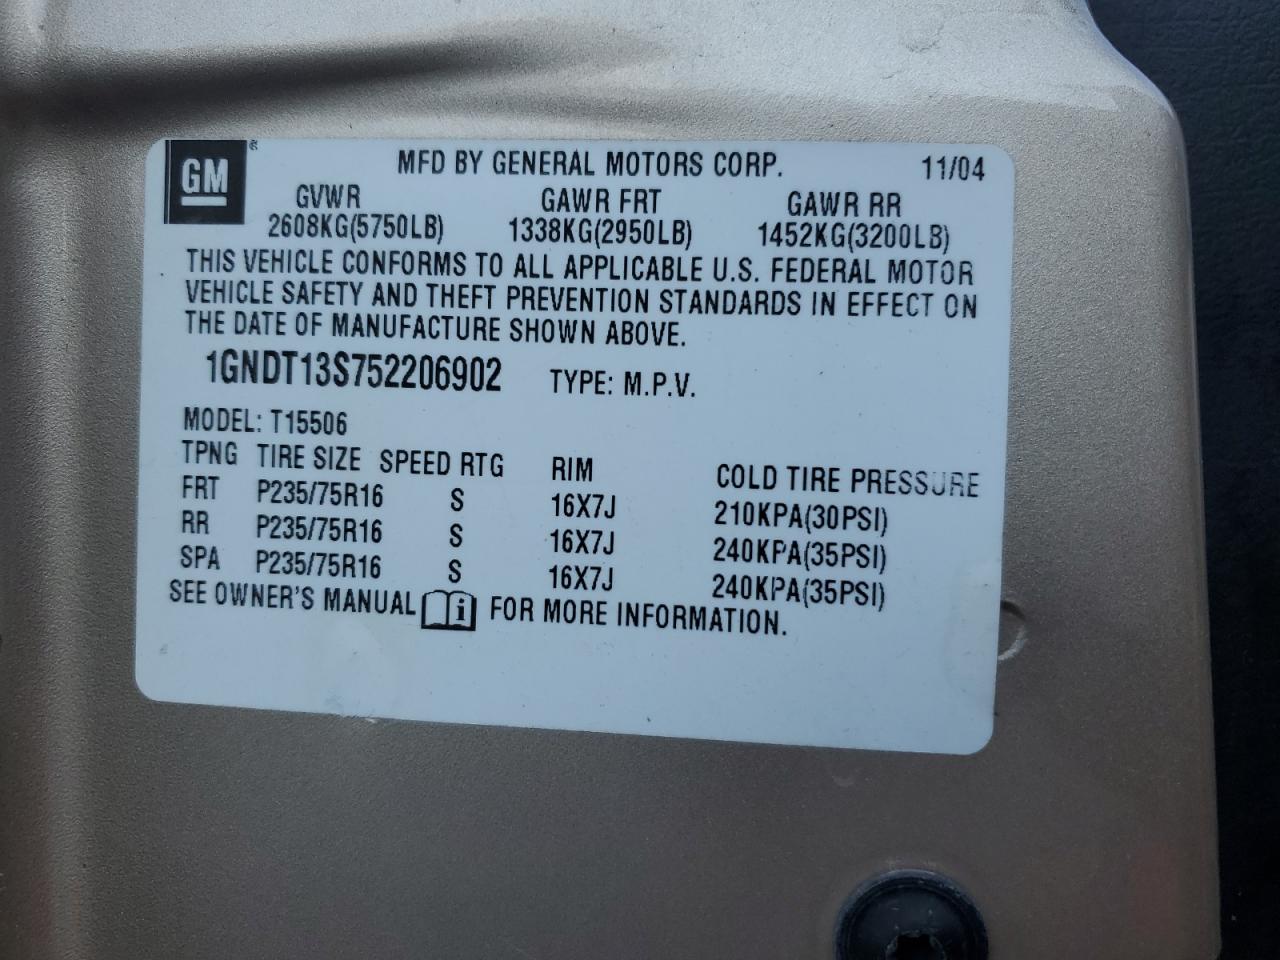 GM® MFD BY GENERAL MOTORS CORP. 11/04
GVWR GAWR FRT GAWR RR
2608KG(5750LB) 1338KG(2950LB) 1452KG(3200LB)
THIS VEHICLE CONFORMS TO ALL APPLICABLE U.S. FEDERAL MOTOR
VEHICLE SAFETY AND THEFT PREVENTION STANDARDS IN EFFECT ON
THE DATE OF MANUFACTURE SHOWN ABOVE.
1GNDT13S752206902 TYPE: M.P.V.
MODEL: T15506
TPNG TIRE SIZE SPEED RTG RIM COLD TIRE PRESSURE
FRT P235/75R16 S 16X7J 210KPA(30PSI)
RR P235/75R16 S 16X7J 240KPA(35PSI)
SPA P235/75R16 S 16X7J 240KPA(35PSI)
SEE OWNER'S MANUAL i FOR MORE INFORMATION.